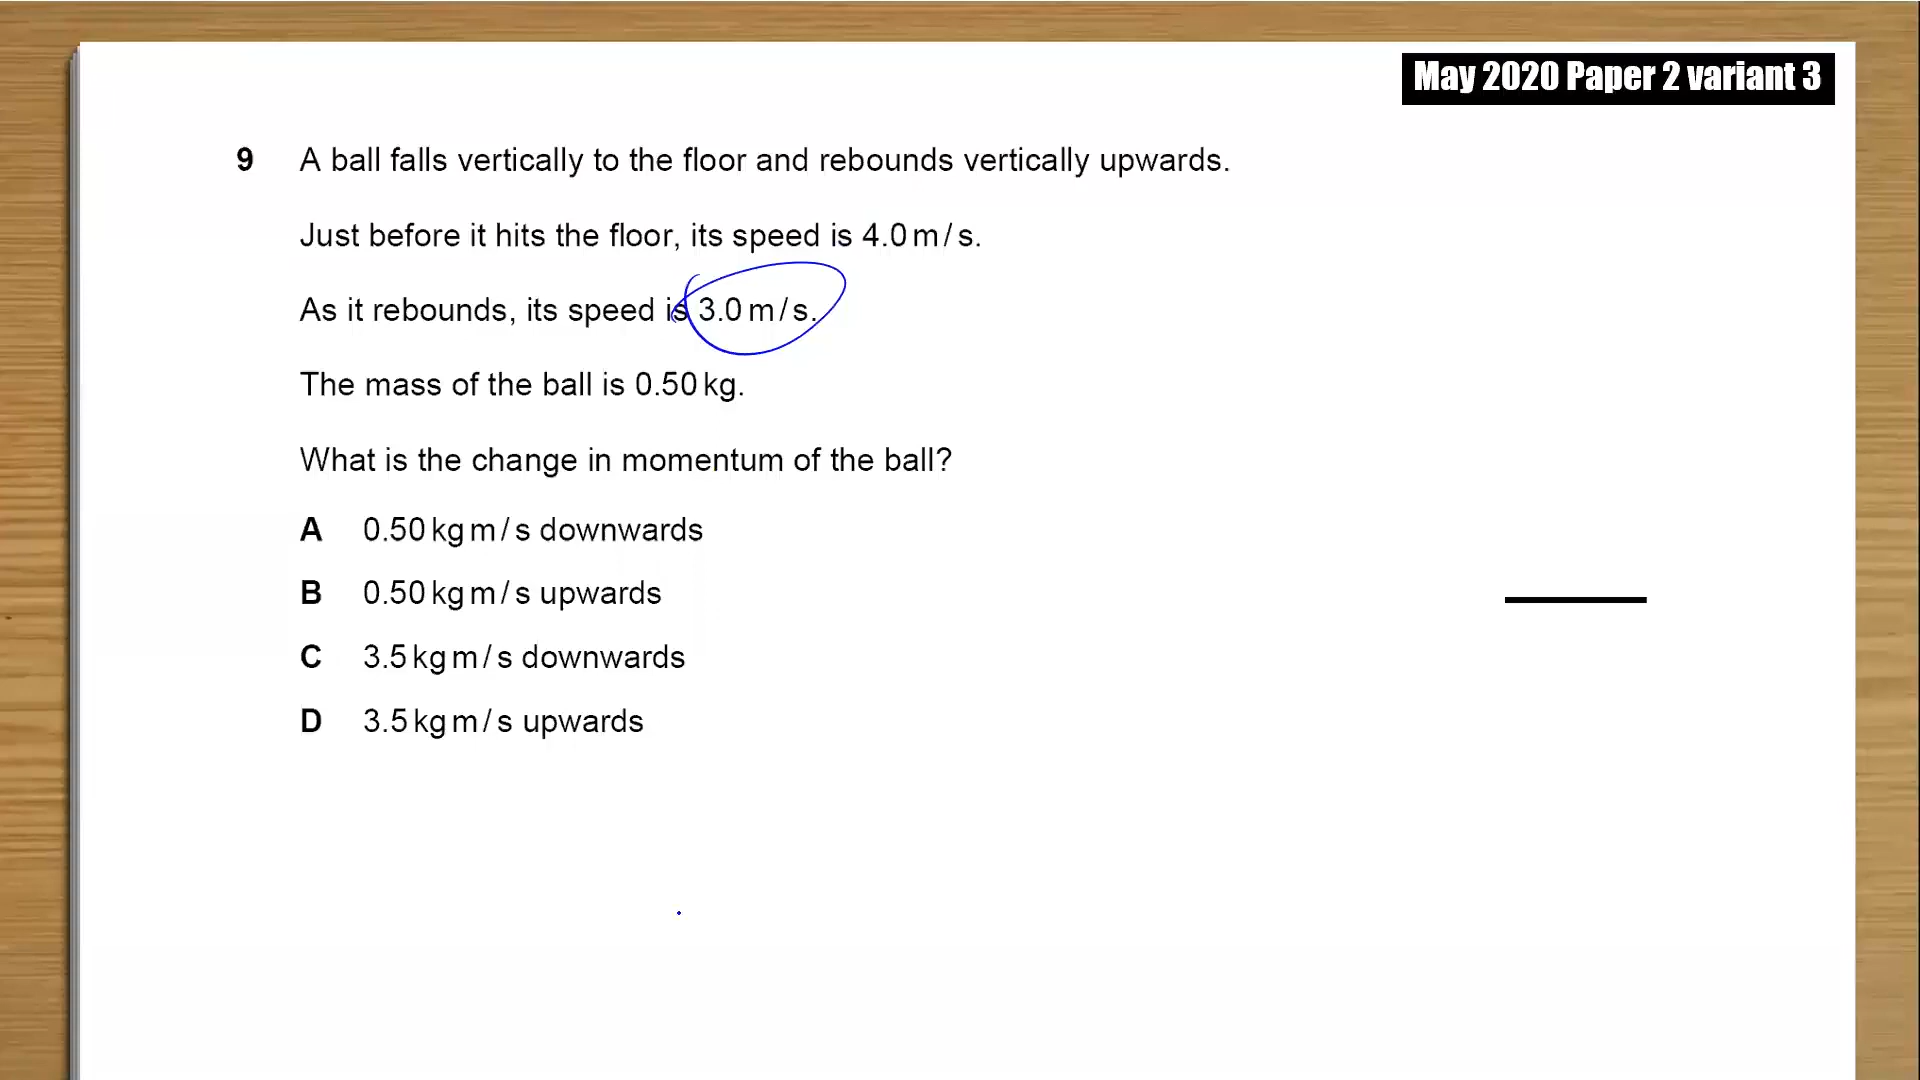 May 2020 Paper 2 variant 3
9 A ball falls vertically to the floor and rebounds vertically upwards.
Just before it hits the floor, its speed is 4.0 m/s.
As it rebounds, its speed is 3.0 m/s.
The mass of the ball is 0.50 kg.
What is the change in momentum of the ball?
A 0.50 kg m/s downwards
B 0.50 kg m/s upwards
C 3.5 kg m/s downwards
D 3.5 kg m/s upwards